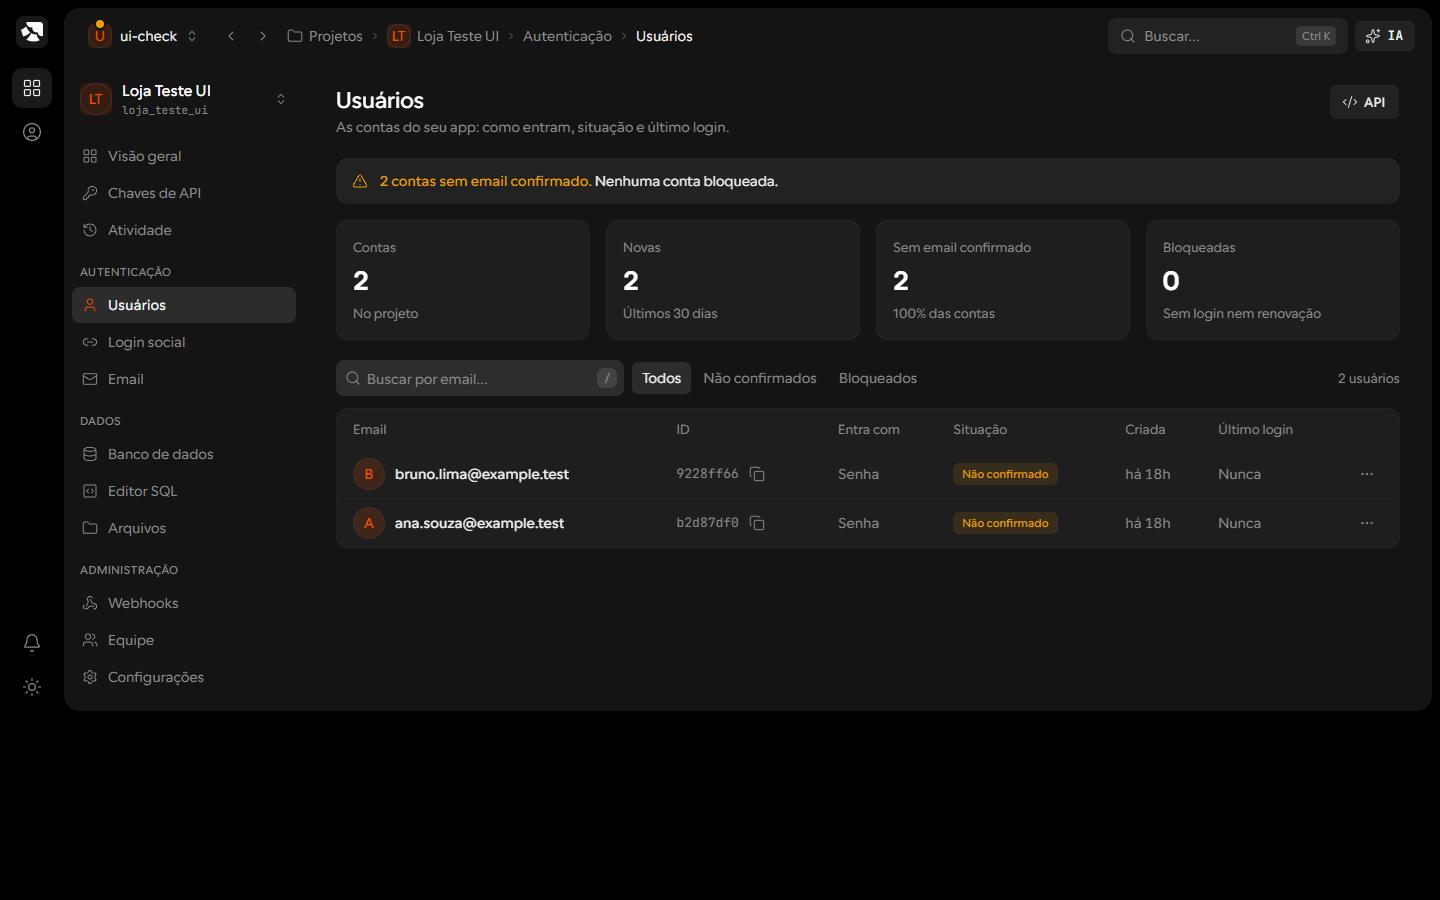 U ui-check
Projetos
LT Loja Teste UI
Autenticação
Usuários
Buscar...
Ctrl K
IA
LT
Loja Teste UI
loja_teste_ui
Visão geral
Chaves de API
Atividade
AUTENTICAÇÃO
Usuários
Login social
Email
DADOS
Banco de dados
Editor SQL
Arquivos
ADMINISTRAÇÃO
Webhooks
Equipe
Configurações
Usuários
As contas do seu app: como entram, situação e último login.
API
2 contas sem email confirmado. Nenhuma conta bloqueada.
Contas
2
No projeto
Novas
2
Últimos 30 dias
Sem email confirmado
2
100% das contas
Bloqueadas
0
Sem login nem renovação
Buscar por email... /
Todos
Não confirmados
Bloqueados
2 usuários
Email ID Entra com Situação Criada Último login
B bruno.lima@example.test 9228ff66 Senha Não confirmado há 18h Nunca
A ana.souza@example.test b2d87df0 Senha Não confirmado há 18h Nunca